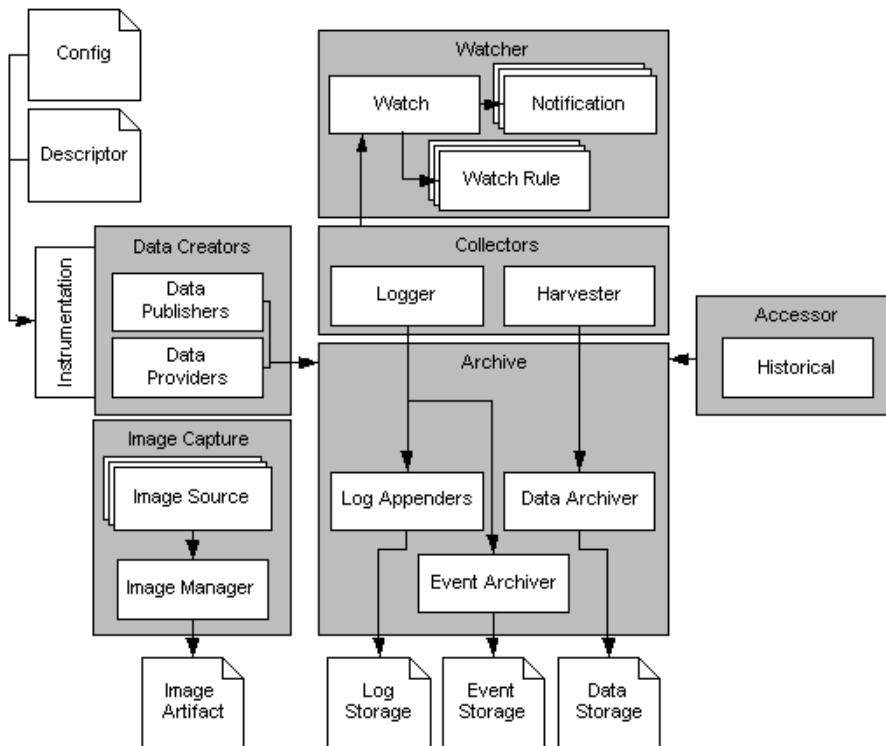 Config
Descriptor
Watcher
Watch
Notification
Watch Rule
Instrumentation
Data Creators
Data
Publishers
Data
Providers
Collectors
Logger
Harvester
Accessor
Historical
Archive
Log Appenders
Data Archiver
Event Archiver
Image Capture
Image Source
Image Manager
Image
Artifact
Log
Storage
Event
Storage
Data
Storage